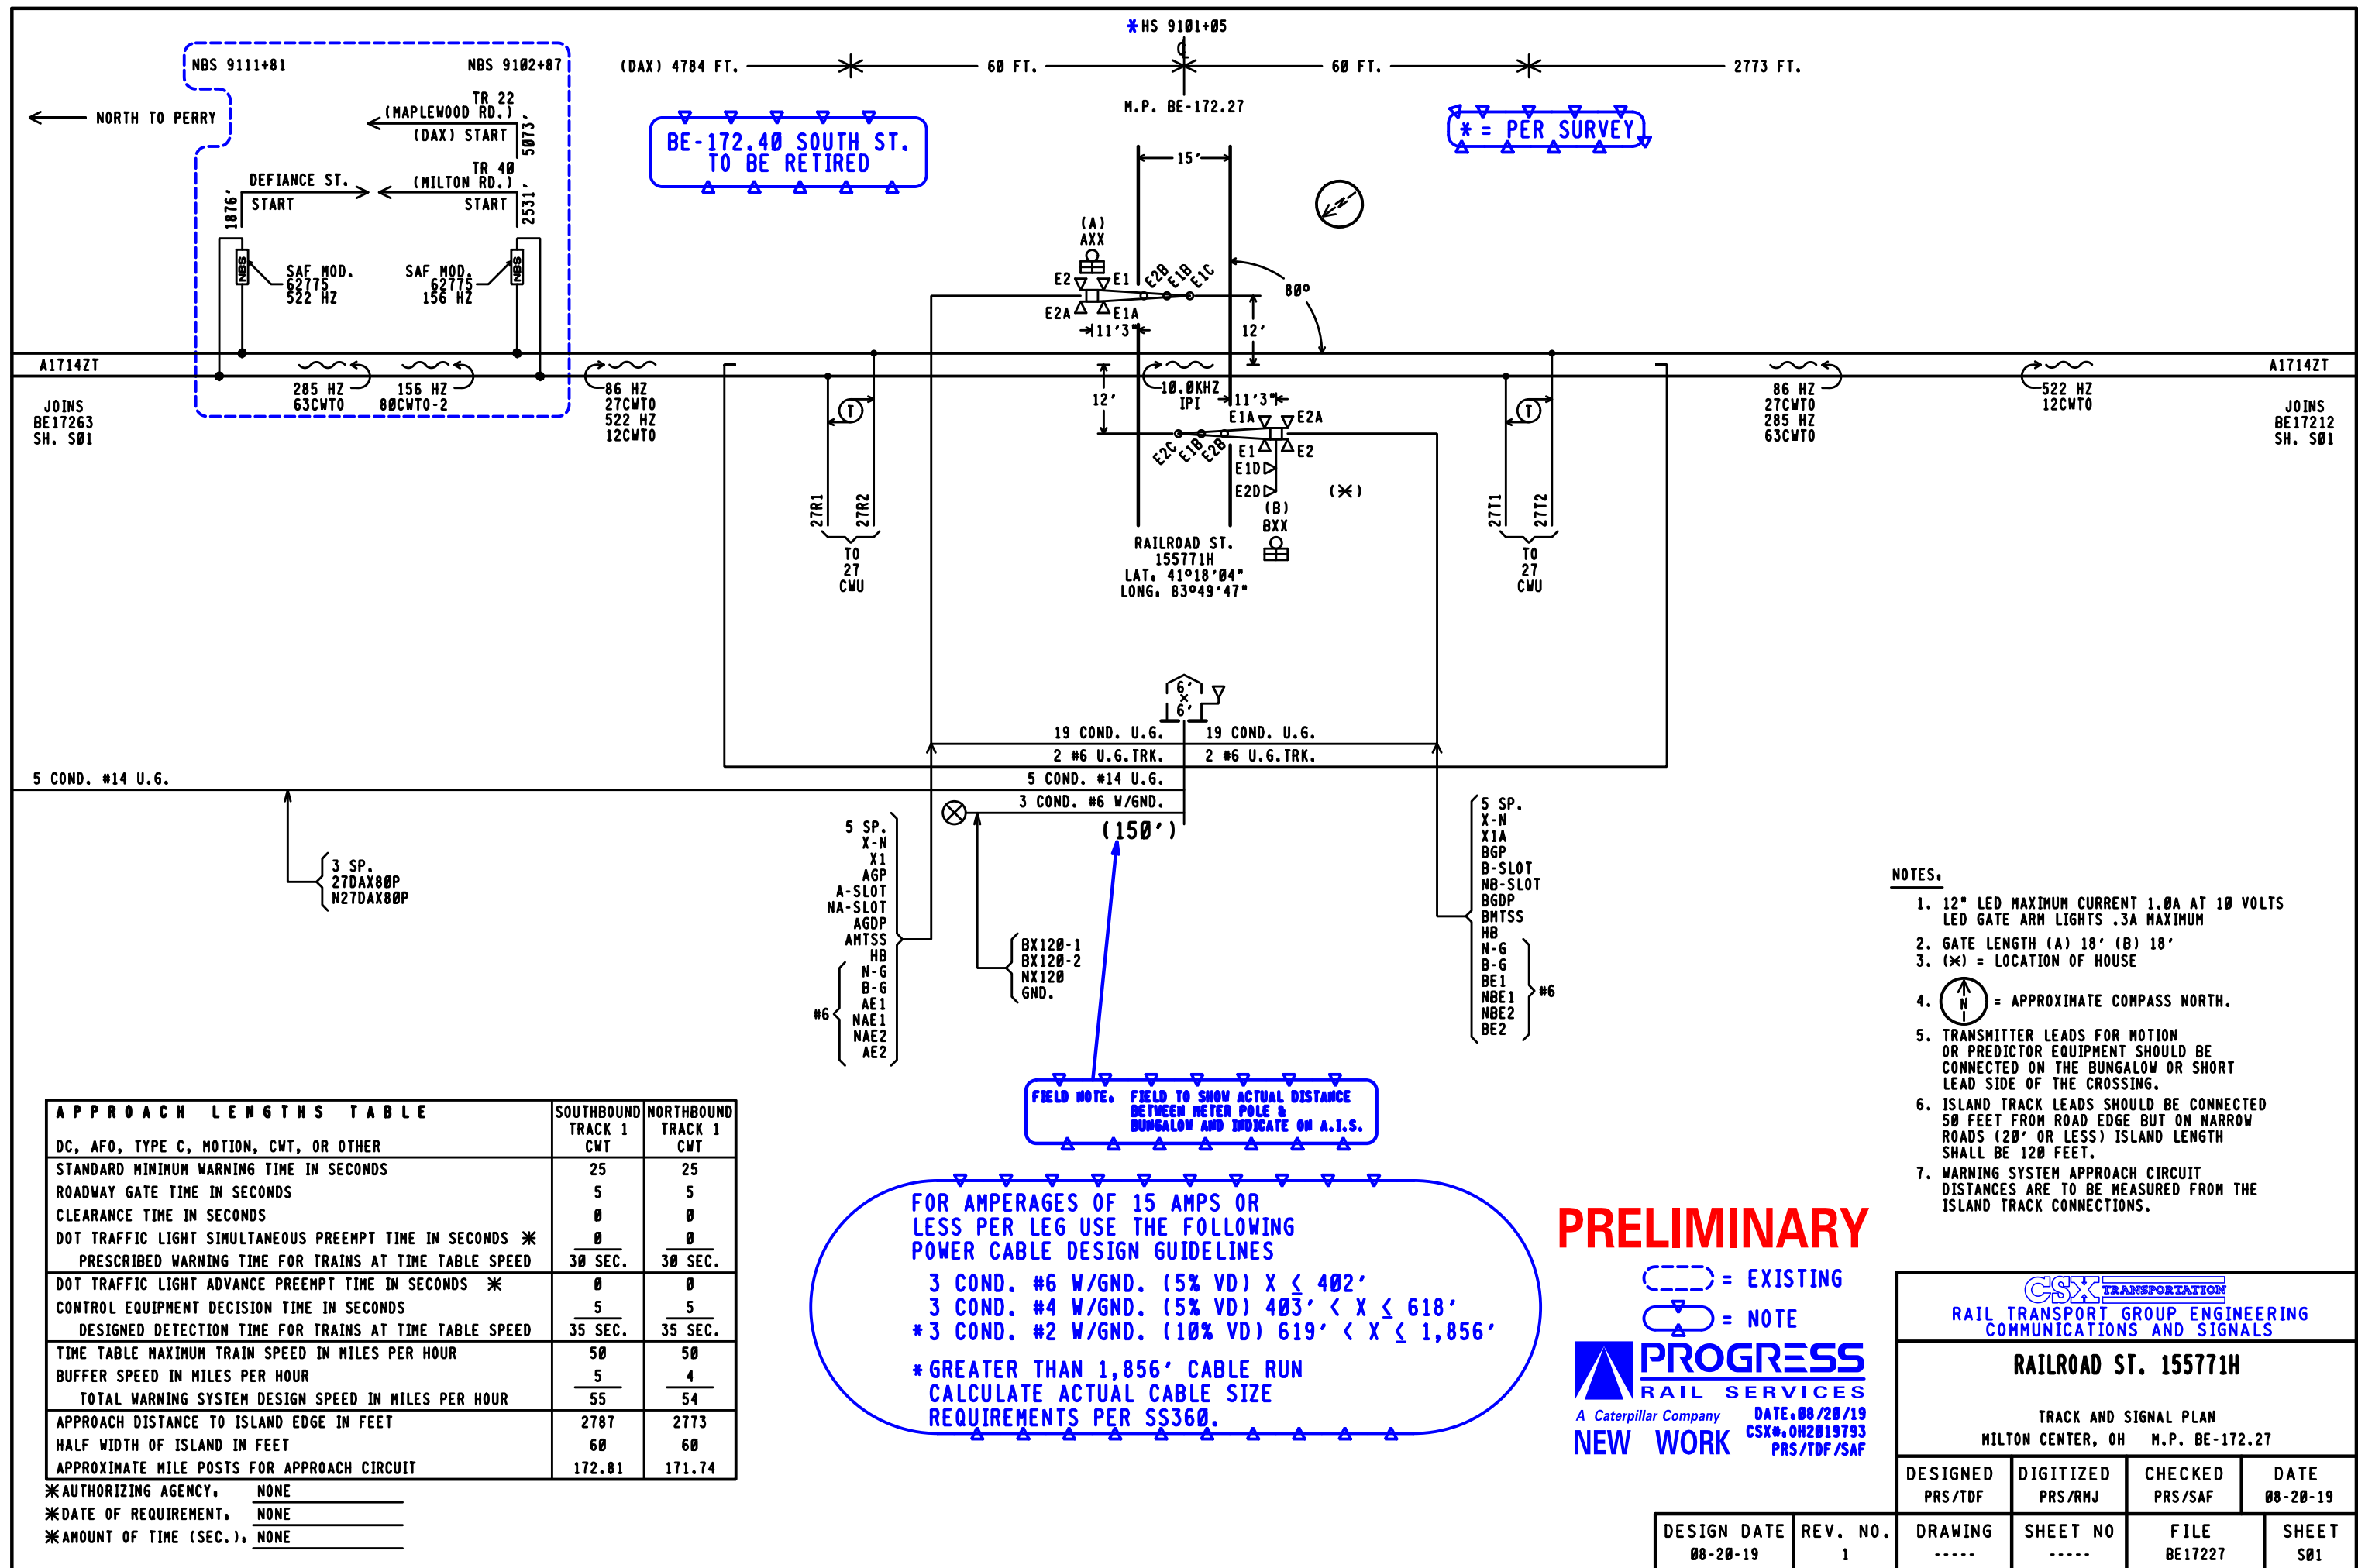 *HS 9101+05
NBS 9111+81
NBS 9102+87
(DAX) 4784 FT.
60 FT.
60 FT.
2773 FT.
NORTH TO PERRY
TR 22
(MAPLEWOOD RD.)
(DAX) START
5073'
M.P. BE-172.27
BE-172.40 SOUTH ST.
TO BE RETIRED
* = PER SURVEY
15'
TR 40
DEFIANCE ST.
(MILTON RD.)
START
START
1876'
2531'
N
(A)
AXX
NBS
NBS
SAF MOD.
62775
522 HZ
SAF MOD.
62775
156 HZ
E2
E1
E2B
E1B
E1C
80°
E2A
E1A
11'3"
12'
A1714ZT
A1714ZT
285 HZ
63CWTO
156 HZ
80CWTO-2
86 HZ
27CWTO
522 HZ
12CWTO
10.0KHZ
IPI
12'
11'3"
86 HZ
27CWTO
285 HZ
63CWTO
522 HZ
12CWTO
JOINS
BE17263
SH. S01
JOINS
BE17212
SH. S01
T
T
E1A
E2A
E2C
E1B
E2B
E1
E2
E1D
E2D
(B)
BXX
(*)
27R1
27R2
27T1
27T2
TO
27
CWU
TO
27
CWU
RAILROAD ST.
155771H
LAT. 41°18'04"
LONG. 83°49'47"
6'
X
6'
19 COND. U.G.
19 COND. U.G.
2 #6 U.G.TRK.
2 #6 U.G.TRK.
5 COND. #14 U.G.
5 COND. #14 U.G.
3 COND. #6 W/GND.
(150')
3 SP.
27DAX80P
N27DAX80P
5 SP.
X-N
X1
AGP
A-SLOT
NA-SLOT
AGDP
AMTSS
HB
N-G
B-G
AE1
NAE1
NAE2
AE2
#6
BX120-1
BX120-2
NX120
GND.
5 SP.
X-N
X1A
BGP
B-SLOT
NB-SLOT
BGDP
BMTSS
HB
N-G
B-G
BE1
NBE1
NBE2
BE2
#6
NOTES.
1. 12" LED MAXIMUM CURRENT 1.0A AT 10 VOLTS
LED GATE ARM LIGHTS .3A MAXIMUM
2. GATE LENGTH (A) 18' (B) 18'
3. (*) = LOCATION OF HOUSE
4. N = APPROXIMATE COMPASS NORTH.
5. TRANSMITTER LEADS FOR MOTION
OR PREDICTOR EQUIPMENT SHOULD BE
CONNECTED ON THE BUNGALOW OR SHORT
LEAD SIDE OF THE CROSSING.
6. ISLAND TRACK LEADS SHOULD BE CONNECTED
50 FEET FROM ROAD EDGE BUT ON NARROW
ROADS (20' OR LESS) ISLAND LENGTH
SHALL BE 120 FEET.
7. WARNING SYSTEM APPROACH CIRCUIT
DISTANCES ARE TO BE MEASURED FROM THE
ISLAND TRACK CONNECTIONS.
FIELD NOTE. FIELD TO SHOW ACTUAL DISTANCE
BETWEEN METER POLE &
BUNGALOW AND INDICATE ON A.I.S.
APPROACH LENGTHS TABLE SOUTHBOUND NORTHBOUND
TRACK 1 TRACK 1
DC, AFO, TYPE C, MOTION, CWT, OR OTHER CWT CWT
STANDARD MINIMUM WARNING TIME IN SECONDS 25 25
ROADWAY GATE TIME IN SECONDS 5 5
CLEARANCE TIME IN SECONDS 0 0
DOT TRAFFIC LIGHT SIMULTANEOUS PREEMPT TIME IN SECONDS * 0 0
PRESCRIBED WARNING TIME FOR TRAINS AT TIME TABLE SPEED 30 SEC. 30 SEC.
DOT TRAFFIC LIGHT ADVANCE PREEMPT TIME IN SECONDS * 0 0
CONTROL EQUIPMENT DECISION TIME IN SECONDS 5 5
DESIGNED DETECTION TIME FOR TRAINS AT TIME TABLE SPEED 35 SEC. 35 SEC.
TIME TABLE MAXIMUM TRAIN SPEED IN MILES PER HOUR 50 50
BUFFER SPEED IN MILES PER HOUR 5 4
TOTAL WARNING SYSTEM DESIGN SPEED IN MILES PER HOUR 55 54
APPROACH DISTANCE TO ISLAND EDGE IN FEET 2787 2773
HALF WIDTH OF ISLAND IN FEET 60 60
APPROXIMATE MILE POSTS FOR APPROACH CIRCUIT 172.81 171.74
*AUTHORIZING AGENCY. NONE
*DATE OF REQUIREMENT. NONE
*AMOUNT OF TIME (SEC.). NONE
FOR AMPERAGES OF 15 AMPS OR
LESS PER LEG USE THE FOLLOWING
POWER CABLE DESIGN GUIDELINES
3 COND. #6 W/GND. (5% VD) X ≤ 402'
3 COND. #4 W/GND. (5% VD) 403' < X ≤ 618'
*3 COND. #2 W/GND. (10% VD) 619' < X ≤ 1,856'
*GREATER THAN 1,856' CABLE RUN
CALCULATE ACTUAL CABLE SIZE
REQUIREMENTS PER SS360.
PRELIMINARY
= EXISTING
= NOTE
PROGRESS
RAIL SERVICES
A Caterpillar Company
NEW WORK
DATE.08/20/19
CSX#.OH2019793
PRS/TDF/SAF
CSX TRANSPORTATION
RAIL TRANSPORT GROUP ENGINEERING
COMMUNICATIONS AND SIGNALS
RAILROAD ST. 155771H
TRACK AND SIGNAL PLAN
MILTON CENTER, OH M.P. BE-172.27
DESIGNED DIGITIZED CHECKED DATE
PRS/TDF PRS/RMJ PRS/SAF 08-20-19
DESIGN DATE REV. NO. DRAWING SHEET NO FILE SHEET
08-20-19 1 ----- ----- BE17227 S01